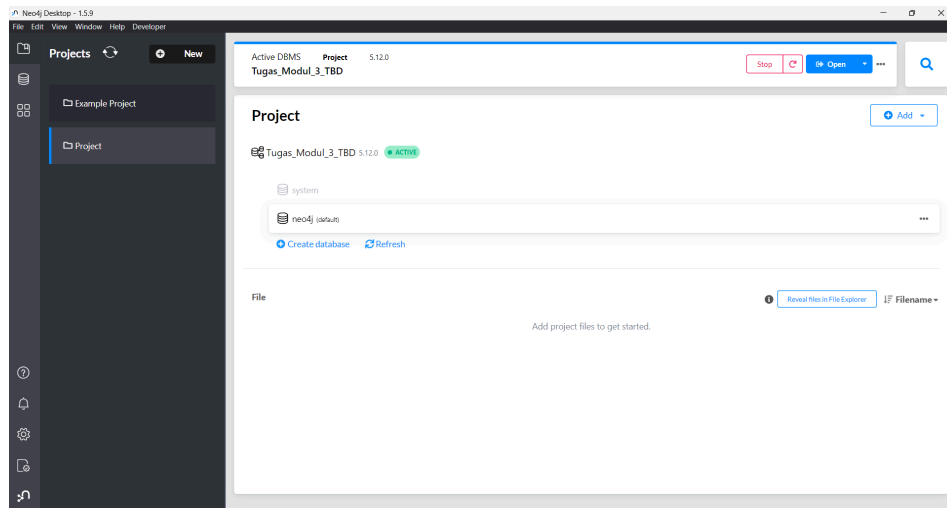 Neo4j Desktop - 1.5.9
File Edit View Window Help Developer
Projects
New
Example Project
Project
Active DBMS Project 5.12.0
Tugas_Modul_3_TBD
Stop
Open
Project
Add
Tugas_Modul_3_TBD 5.12.0 ACTIVE
system
neo4j (default)
Create database Refresh
File
Reveal files in File Explorer
Filename
Add project files to get started.